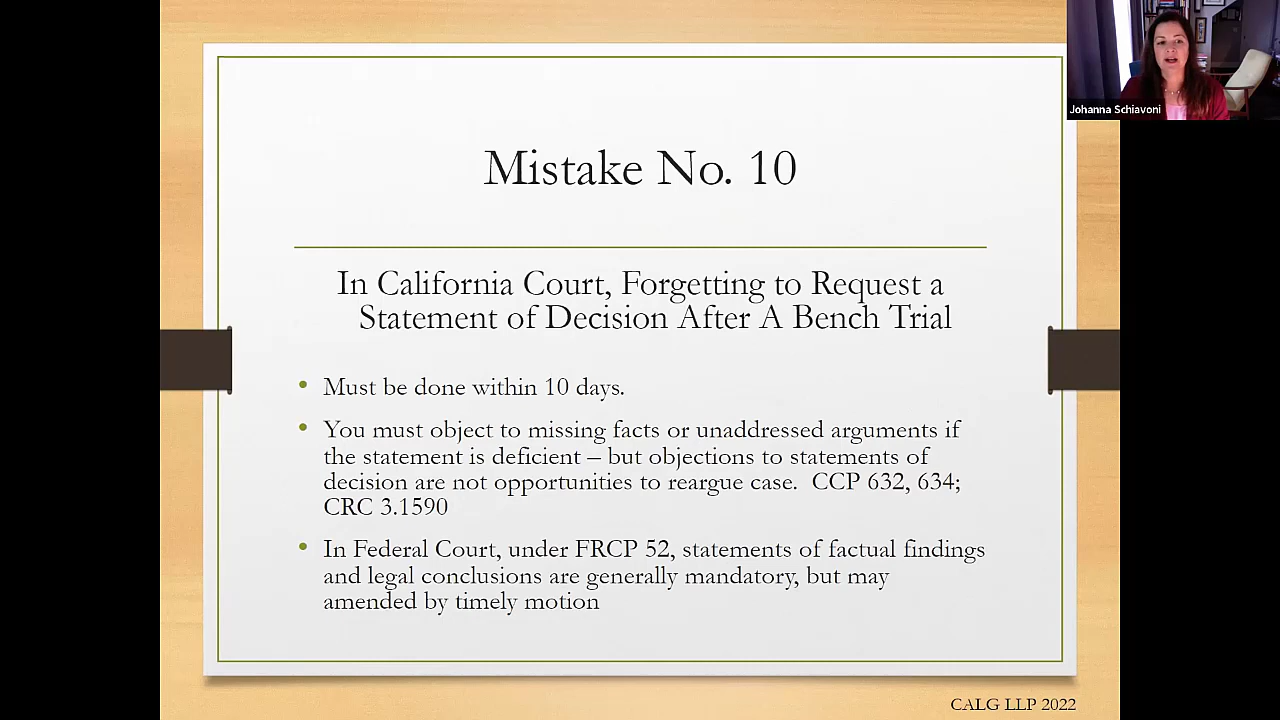 Johanna Schiavoni
Mistake No. 10
In California Court, Forgetting to Request a
Statement of Decision After A Bench Trial
• Must be done within 10 days.
• You must object to missing facts or unaddressed arguments if
the statement is deficient – but objections to statements of
decision are not opportunities to reargue case.  CCP 632, 634;
CRC 3.1590
• In Federal Court, under FRCP 52, statements of factual findings
and legal conclusions are generally mandatory, but may
amended by timely motion
CALG LLP 2022